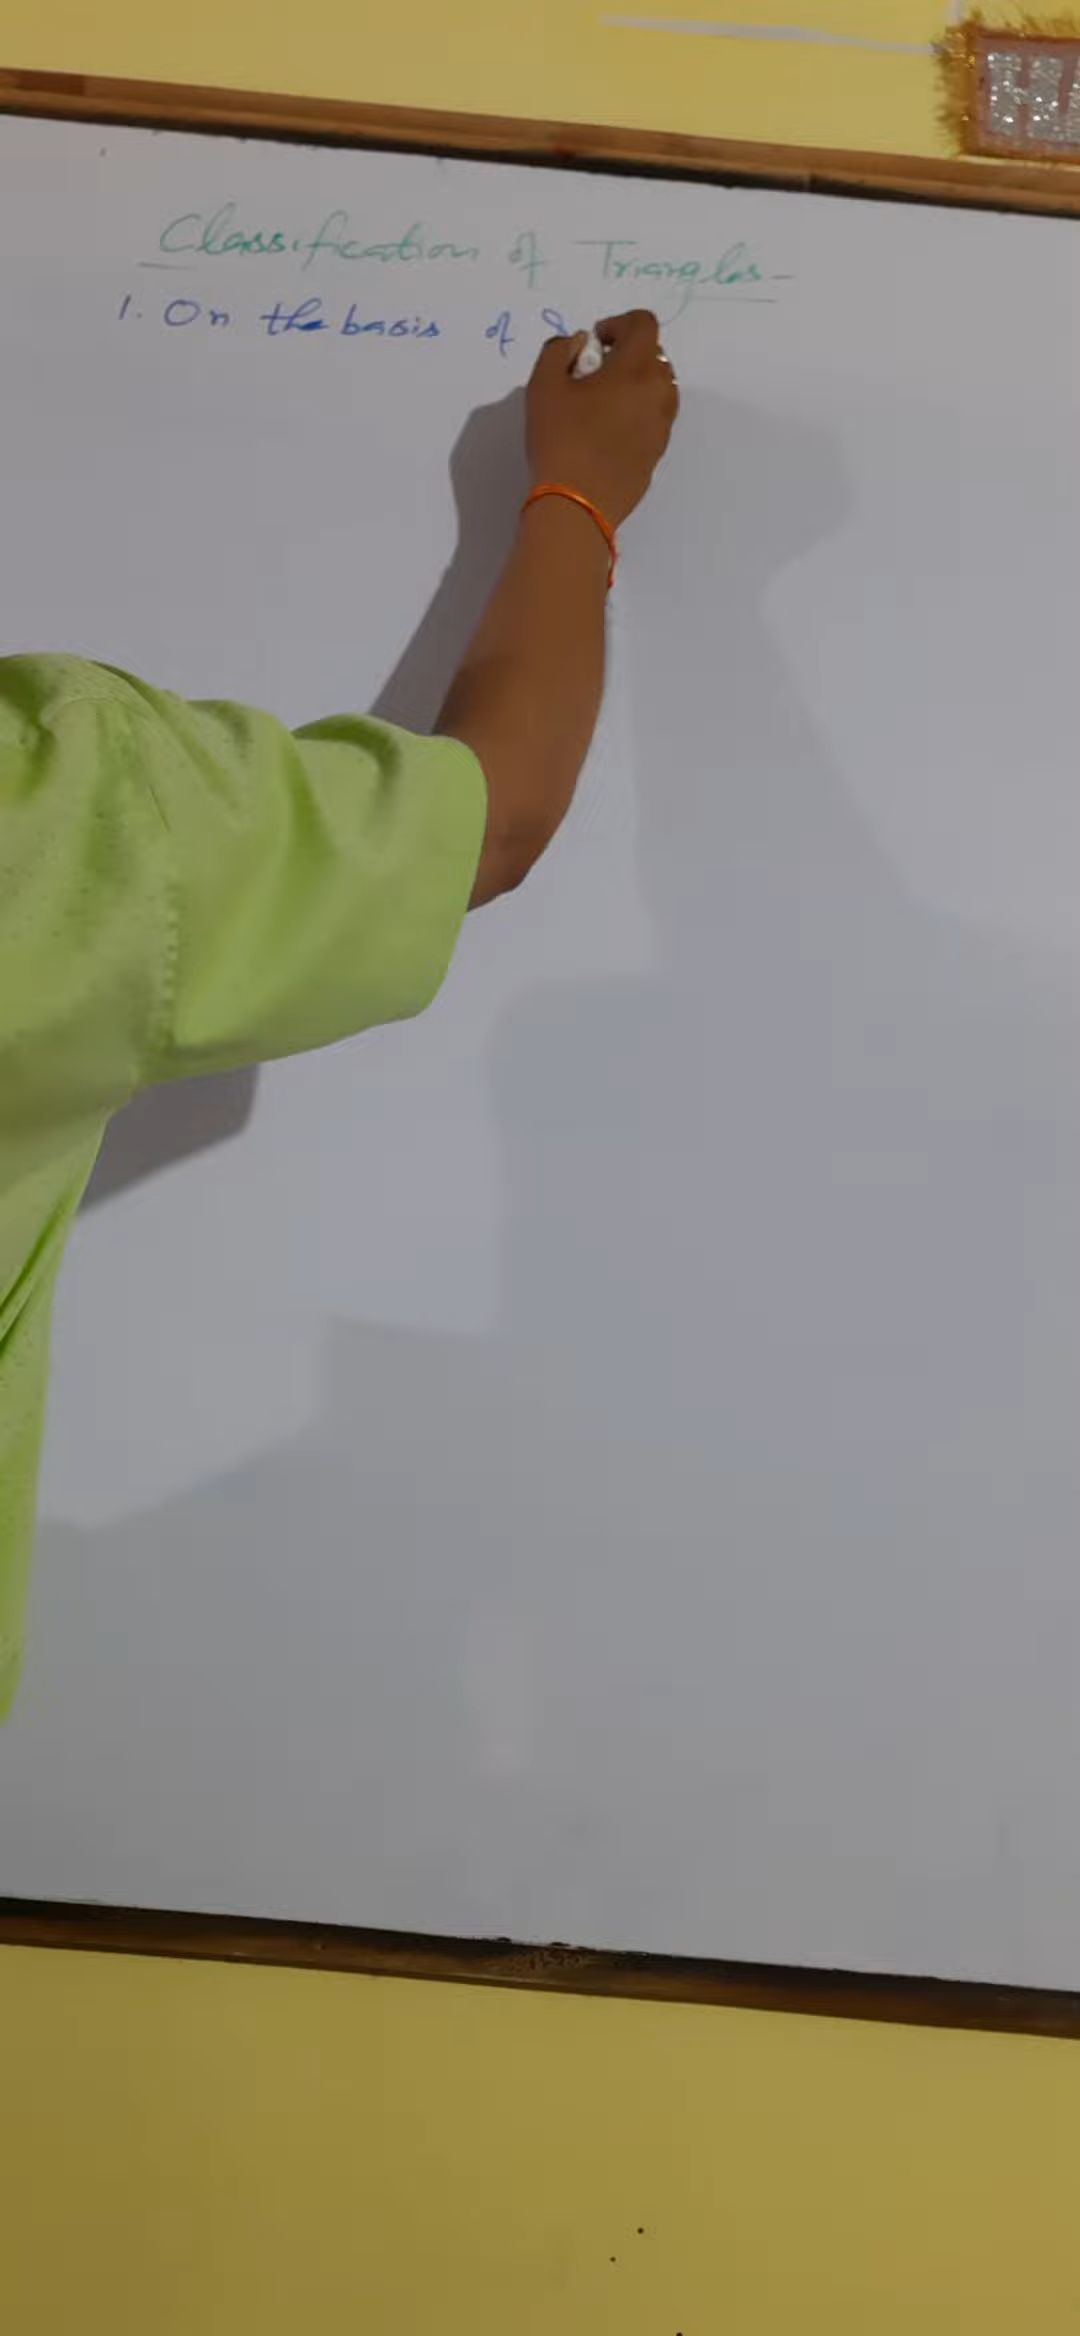 Classification of Triangles-
1. On the basis of